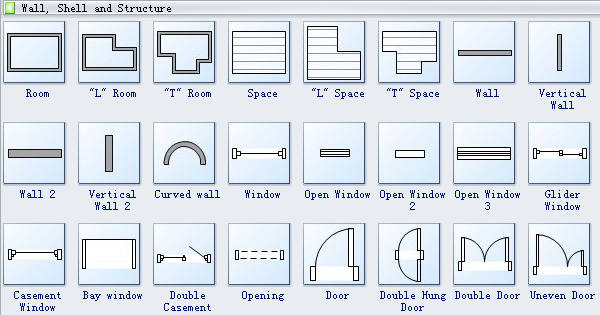 Wall, Shell and Structure
Room
"L" Room
"T" Room
Space
"L" Space
"T" Space
Wall
Vertical
Wall
Wall 2
Vertical
Wall 2
Curved wall
Window
Open Window
Open Window
2
Open Window
3
Glider
Window
Casement
Window
Bay window
Double
Casement
Opening
Door
Double Hung
Door
Double Door
Uneven Door